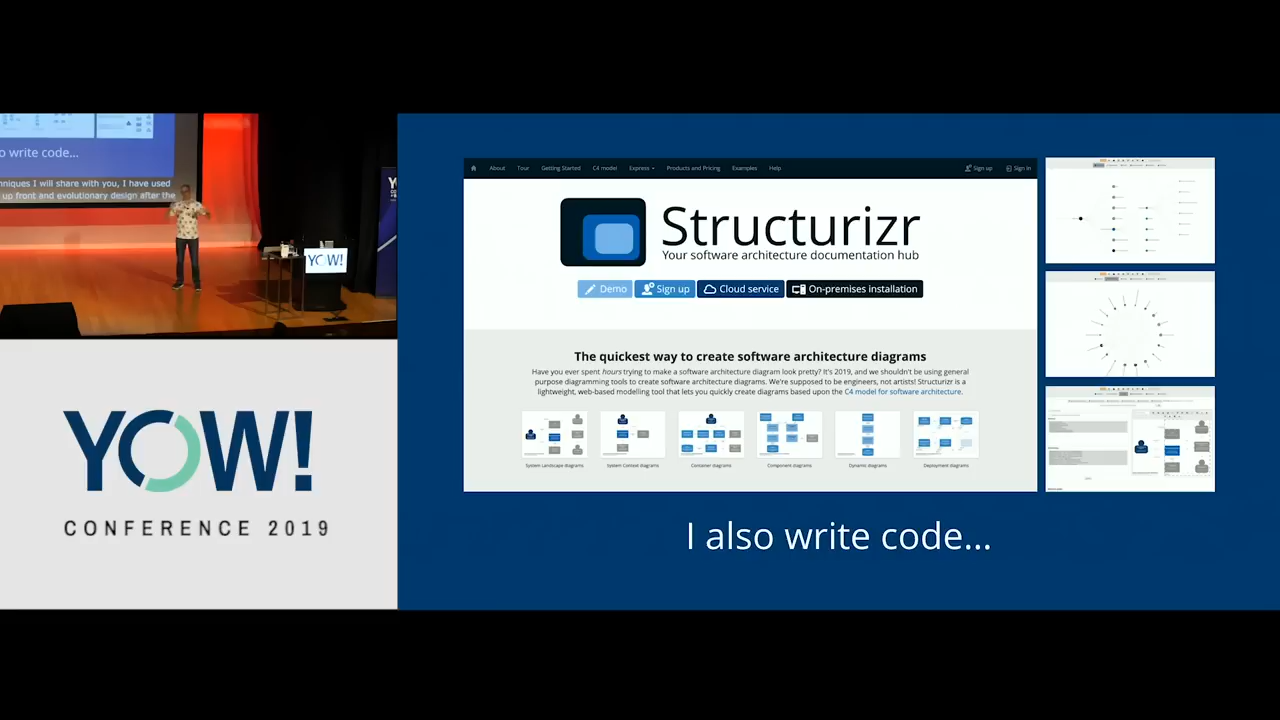 o write code...
niques I will share with you, I have used
up front and evolutionary design after the
YOW!
YOW!
CONFERENCE 2019
About Tour Getting Started C4 model Express Products and Pricing Examples Help Sign up Sign in
Structurizr
Your software architecture documentation hub
Demo Sign up Cloud service On-premises installation
The quickest way to create software architecture diagrams
Have you ever spent hours trying to make a software architecture diagram look pretty? It's 2019, and we shouldn't be using general
purpose diagramming tools to create software architecture diagrams. We're supposed to be engineers, not artists! Structurizr is a
lightweight, web-based modelling tool that lets you quickly create diagrams based upon the C4 model for software architecture.
System Landscape diagrams System Context diagrams Container diagrams Component diagrams Dynamic diagrams Deployment diagrams
I also write code...